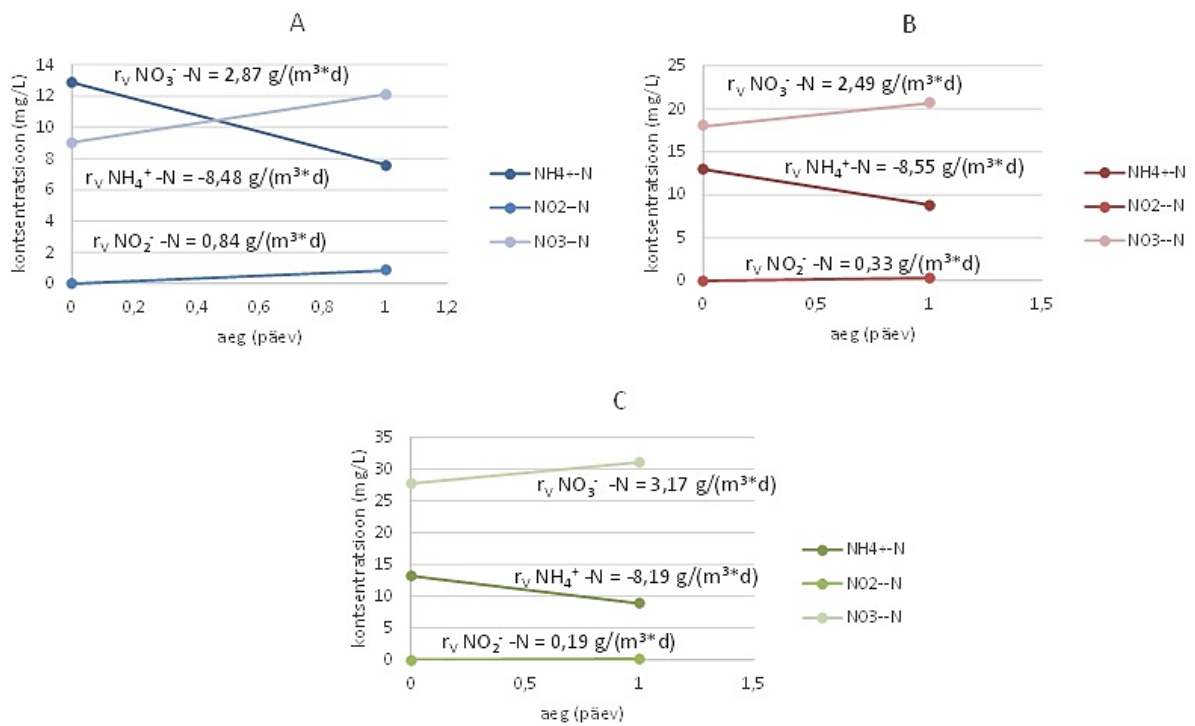 A
kontsentratsioon (mg/L)
14
12
10
8
6
4
2
0
rᵥ NO₃⁻ -N = 2,87 g/(m³*d)
rᵥ NH₄⁺ -N = -8,48 g/(m³*d)
rᵥ NO₂⁻ -N = 0,84 g/(m³*d)
0 0,2 0,4 0,6 0,8 1 1,2
aeg (päev)
NH4+-N
NO2–N
NO3–N
B
kontsentratsioon (mg/L)
25
20
15
10
5
0
rᵥ NO₃⁻ -N = 2,49 g/(m³*d)
rᵥ NH₄⁺-N = -8,55 g/(m³*d)
rᵥ NO₂⁻ -N = 0,33 g/(m³*d)
0 0,5 1 1,5
aeg (päev)
NH4+-N
NO2--N
NO3--N
C
kontsentratsioon (mg/L)
35
30
25
20
15
10
5
0
rᵥ NO₃⁻ -N = 3,17 g/(m³*d)
rᵥ NH₄⁺ -N = -8,19 g/(m³*d)
rᵥ NO₂⁻ -N = 0,19 g/(m³*d)
0 0,5 1 1,5
aeg (päev)
NH4+-N
NO2--N
NO3--N